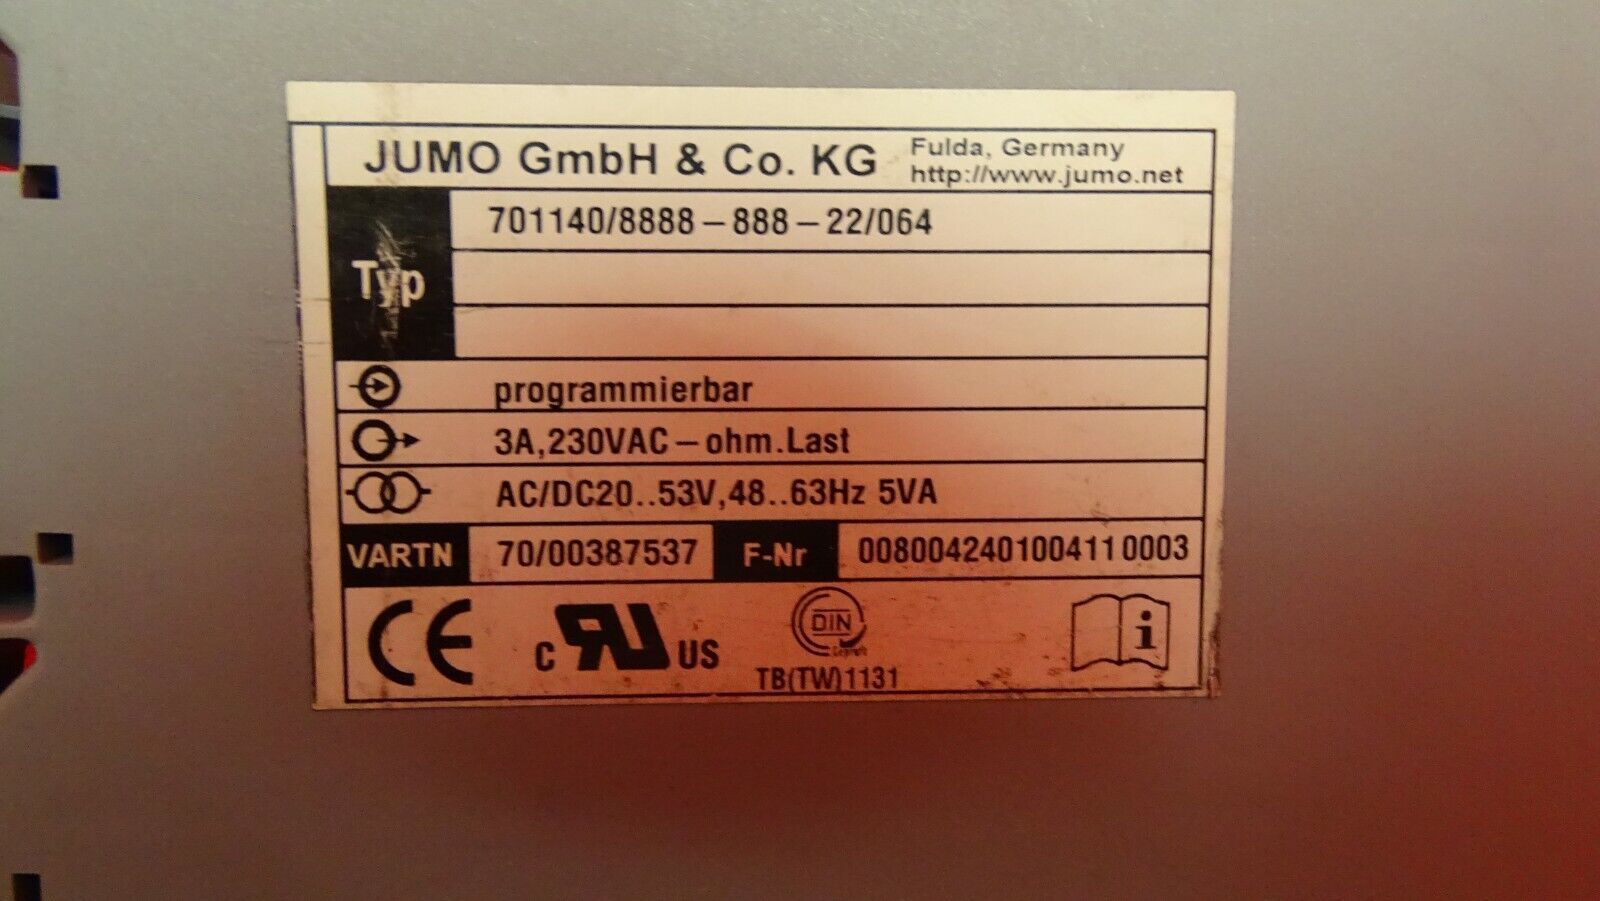 JUMO GmbH & Co. KG
Fulda, Germany
http://www.jumo.net
Typ
701140/8888-888-22/064
programmierbar
3A,230VAC-ohm.Last
AC/DC20..53V,48..63Hz 5VA
VARTN 70/00387537 F-Nr 0080042401004110003
CE
C RU US
DIN
Geprüft
TB(TW)1131
i